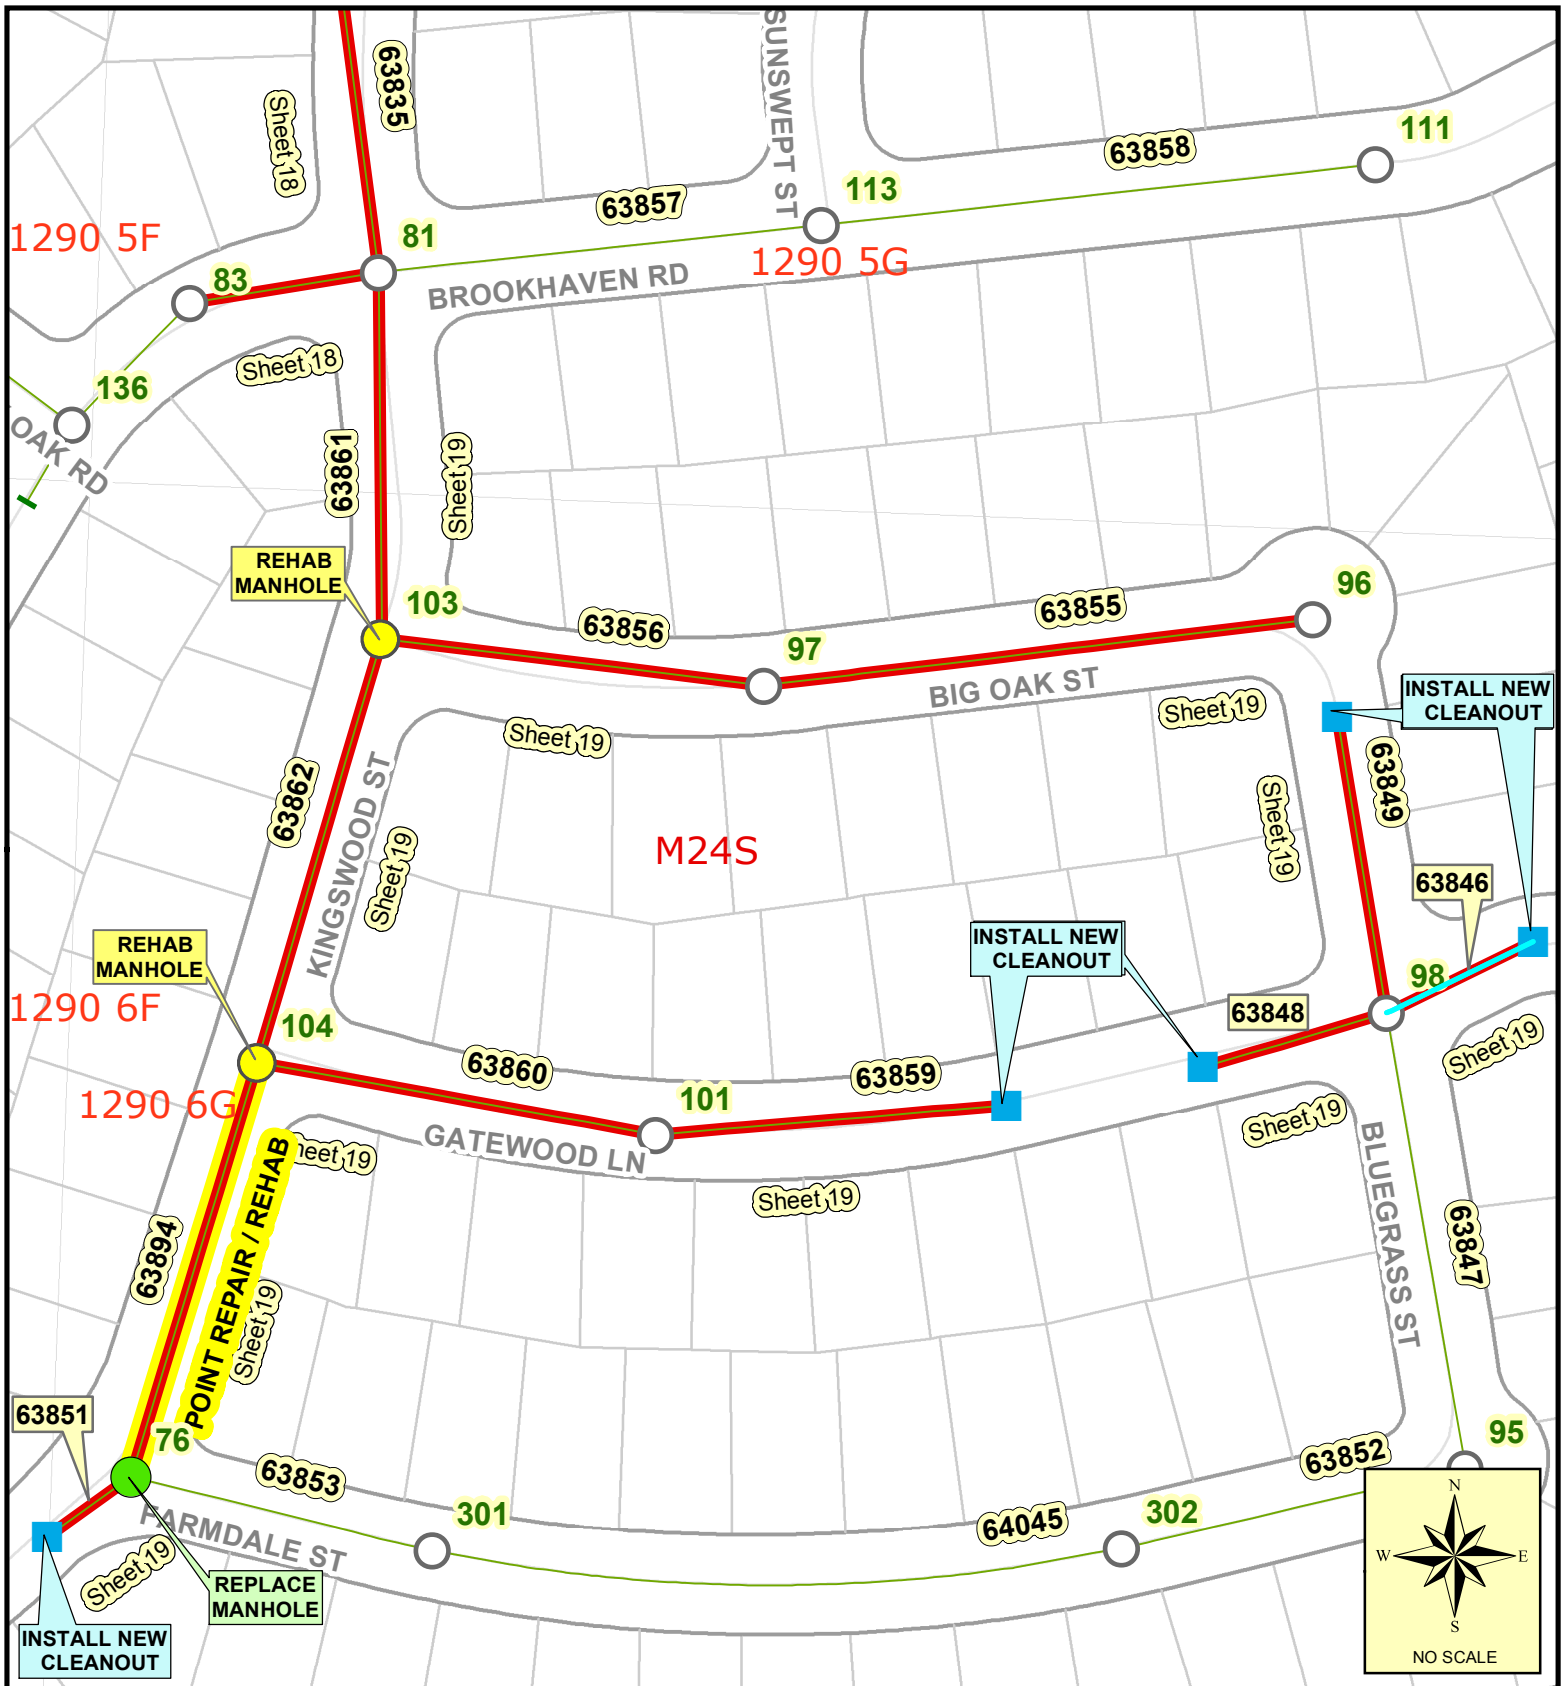 SUNSWEPT ST
63835
Sheet 18
111
63858
113
63857
81
1290 5F
1290 5G
83
BROOKHAVEN RD
Sheet 18
136
OAK RD
63861
Sheet 19
REHAB
MANHOLE
103
63856
63855
96
97
BIG OAK ST
INSTALL NEW
CLEANOUT
Sheet 19
Sheet 19
63849
63862
KINGSWOOD ST
Sheet 19
M24S
Sheet 19
63846
REHAB
MANHOLE
INSTALL NEW
CLEANOUT
98
1290 6F
104
63848
Sheet 19
63860
63859
1290 6G
101
GATEWOOD LN
heet 19
Sheet 19
Sheet 19
BLUEGRASS ST
63847
63894
POINT REPAIR / REHAB
Sheet 19
63851
76
95
63853
63852
301
64045
302
FARMDALE ST
Sheet 19
REPLACE
MANHOLE
INSTALL NEW
CLEANOUT
N
W
E
S
NO SCALE